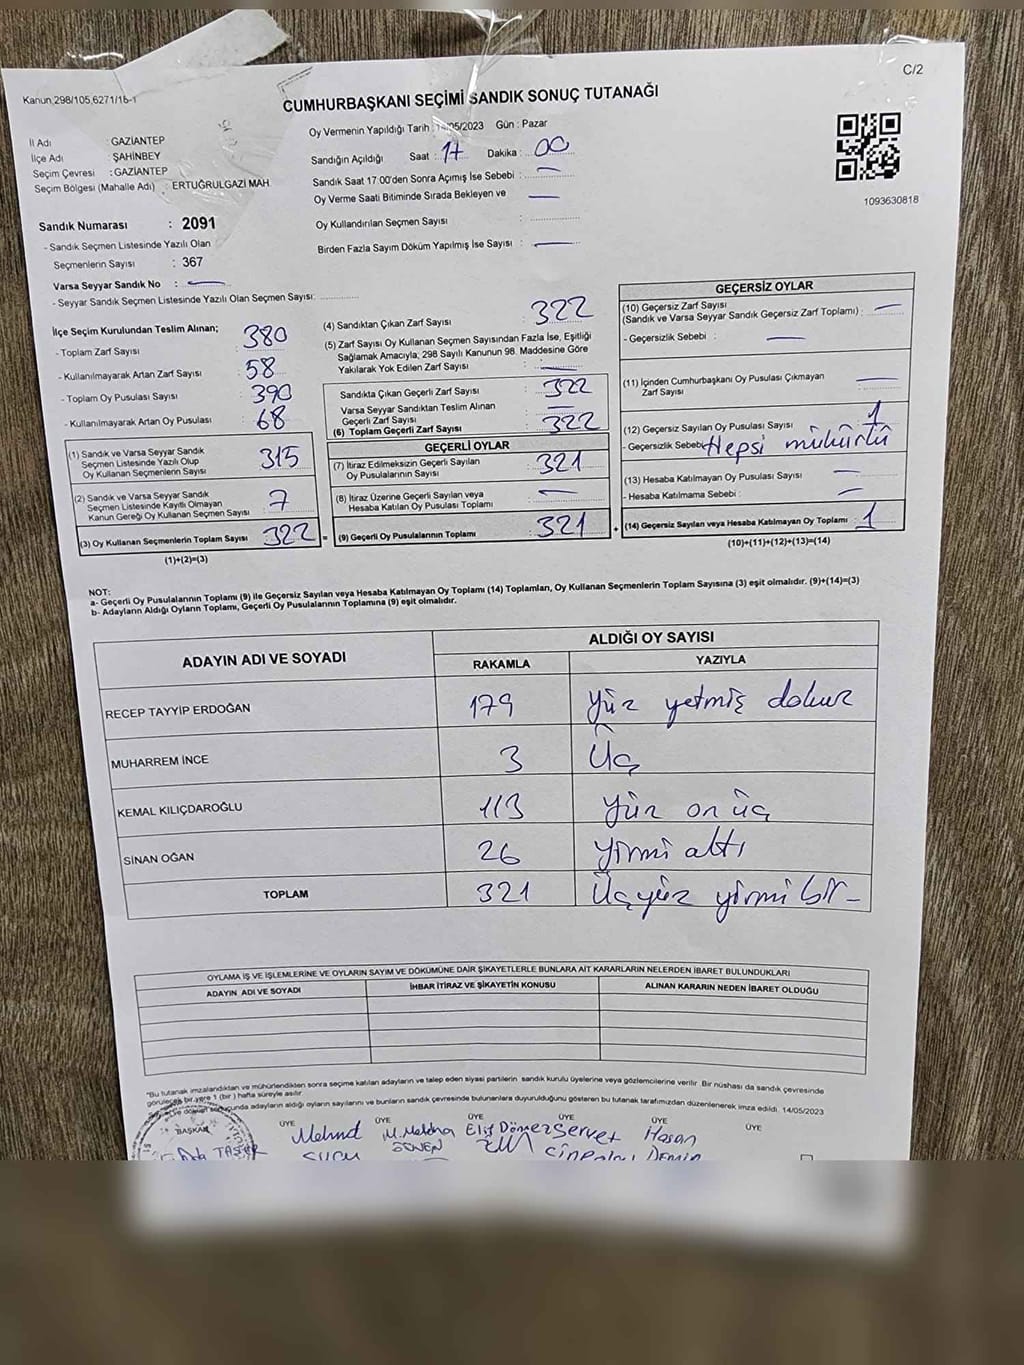 C/2
Kanun 298/105,6271/16-1
CUMHURBAŞKANI SEÇİMİ SANDIK SONUÇ TUTANAĞI
İl Adı : GAZİANTEP
İlçe Adı : ŞAHİNBEY
Seçim Çevresi : GAZİANTEP
Seçim Bölgesi (Mahalle Adı) : ERTUĞRULGAZİ MAH.
Sandık Numarası : 2091
- Sandık Seçmen Listesinde Yazılı Olan
Seçmenlerin Sayısı : 367
Varsa Seyyar Sandık No : —
- Seyyar Sandık Seçmen Listesinde Yazılı Olan Seçmen Sayısı: ............
Oy Vermenin Yapıldığı Tarih : 14/05/2023 Gün : Pazar
Sandığın Açıldığı Saat : 17 Dakika : 00
Sandık Saat 17:00'den Sonra Açımış İse Sebebi : —
Oy Verme Saati Bitiminde Sırada Bekleyen ve —
Oy Kullandırılan Seçmen Sayısı :
Birden Fazla Sayım Döküm Yapılmış İse Sayısı : —
1093630818
İlçe Seçim Kurulundan Teslim Alınan;
- Toplam Zarf Sayısı : 380
- Kullanılmayarak Artan Zarf Sayısı : 58
- Toplam Oy Pusulası Sayısı : 390
- Kullanılmayarak Artan Oy Pusulası : 68
(1) Sandık ve Varsa Seyyar Sandık
Seçmen Listesinde Yazılı Olup
Oy Kullanan Seçmenlerin Sayısı : 315
(2) Sandık ve Varsa Seyyar Sandık
Seçmen Listesinde Kayıtlı Olmayan
Kanun Gereği Oy Kullanan Seçmen Sayısı : 7
(3) Oy Kullanan Seçmenlerin Toplam Sayısı : 322
(1)+(2)=(3)
(4) Sandıktan Çıkan Zarf Sayısı : 322
(5) Zarf Sayısı Oy Kullanan Seçmen Sayısından Fazla İse, Eşitliği
Sağlamak Amacıyla; 298 Sayılı Kanunun 98. Maddesine Göre
Yakılarak Yok Edilen Zarf Sayısı : —
Sandıkta Çıkan Geçerli Zarf Sayısı : 322
Varsa Seyyar Sandıktan Teslim Alınan
Geçerli Zarf Sayısı : —
(6) Toplam Geçerli Zarf Sayısı : 322
GEÇERLİ OYLAR
(7) İtiraz Edilmeksizin Geçerli Sayılan
Oy Pusulalarının Sayısı : 321
(8) İtiraz Üzerine Geçerli Sayılan veya
Hesaba Katılan Oy Pusulası Toplamı : —
= (9) Geçerli Oy Pusulalarının Toplamı : 321
GEÇERSİZ OYLAR
(10) Geçersiz Zarf Sayısı
(Sandık ve Varsa Seyyar Sandık Geçersiz Zarf Toplamı) : —
- Geçersizlik Sebebi : —
(11) İçinden Cumhurbaşkanı Oy Pusulası Çıkmayan
Zarf Sayısı : —
(12) Geçersiz Sayılan Oy Pusulası Sayısı : 1
- Geçersizlik Sebebi Hepsi mühürlü
(13) Hesaba Katılmayan Oy Pusulası Sayısı : —
- Hesaba Katılmama Sebebi : —
+ (14) Geçersiz Sayılan veya Hesaba Katılmayan Oy Toplamı : 1
(10)+(11)+(12)+(13)=(14)
NOT:
a- Geçerli Oy Pusulalarının Toplamı (9) ile Geçersiz Sayılan veya Hesaba Katılmayan Oy Toplamı (14) Toplamları, Oy Kullanan Seçmenlerin Toplam Sayısına (3) eşit olmalıdır. (9)+(14)=(3)
b- Adayların Aldığı Oyların Toplamı, Geçerli Oy Pusulalarının Toplamına (9) eşit olmalıdır.
ADAYIN ADI VE SOYADI
ALDIĞI OY SAYISI
RAKAMLA YAZIYLA
RECEP TAYYİP ERDOĞAN 179 Yüz yetmiş dokuz
MUHARREM İNCE 3 Üç
KEMAL KILIÇDAROĞLU 113 Yüz on üç
SİNAN OĞAN 26 Yirmi altı
TOPLAM 321 Üçyüz yirmi bir –
OYLAMA İŞ VE İŞLEMLERİNE VE OYLARIN SAYIM VE DÖKÜMÜNE DAİR ŞİKAYETLERLE BUNLARA AİT KARARLARIN NELERDEN İBARET BULUNDUKLARI
ADAYIN ADI VE SOYADI İHBAR İTİRAZ VE ŞİKAYETİN KONUSU ALINAN KARARIN NEDEN İBARET OLDUĞU
"Bu tutanak imzalandıktan ve mühürlendikten sonra seçime katılan adayların ve talep eden siyasi partilerin sandık kurulu üyelerine veya gözlemcilerine verilir. Bir nüshası da sandık çevresinde
görülecek bir yere 1 (bir) hafta süreyle asılır.
dökümü sonucunda adayların aldığı oyların sayılarını ve bunların sandık çevresinde bulunanlara duyurulduğunu gösteren bu tutanak tarafımızdan düzenlenerek imza edildi. 14/05/2023
BAŞKAN ÜYE ÜYE ÜYE ÜYE ÜYE
TAŞER Mehmd M. Melidna Elif Dömez Servet Hasan